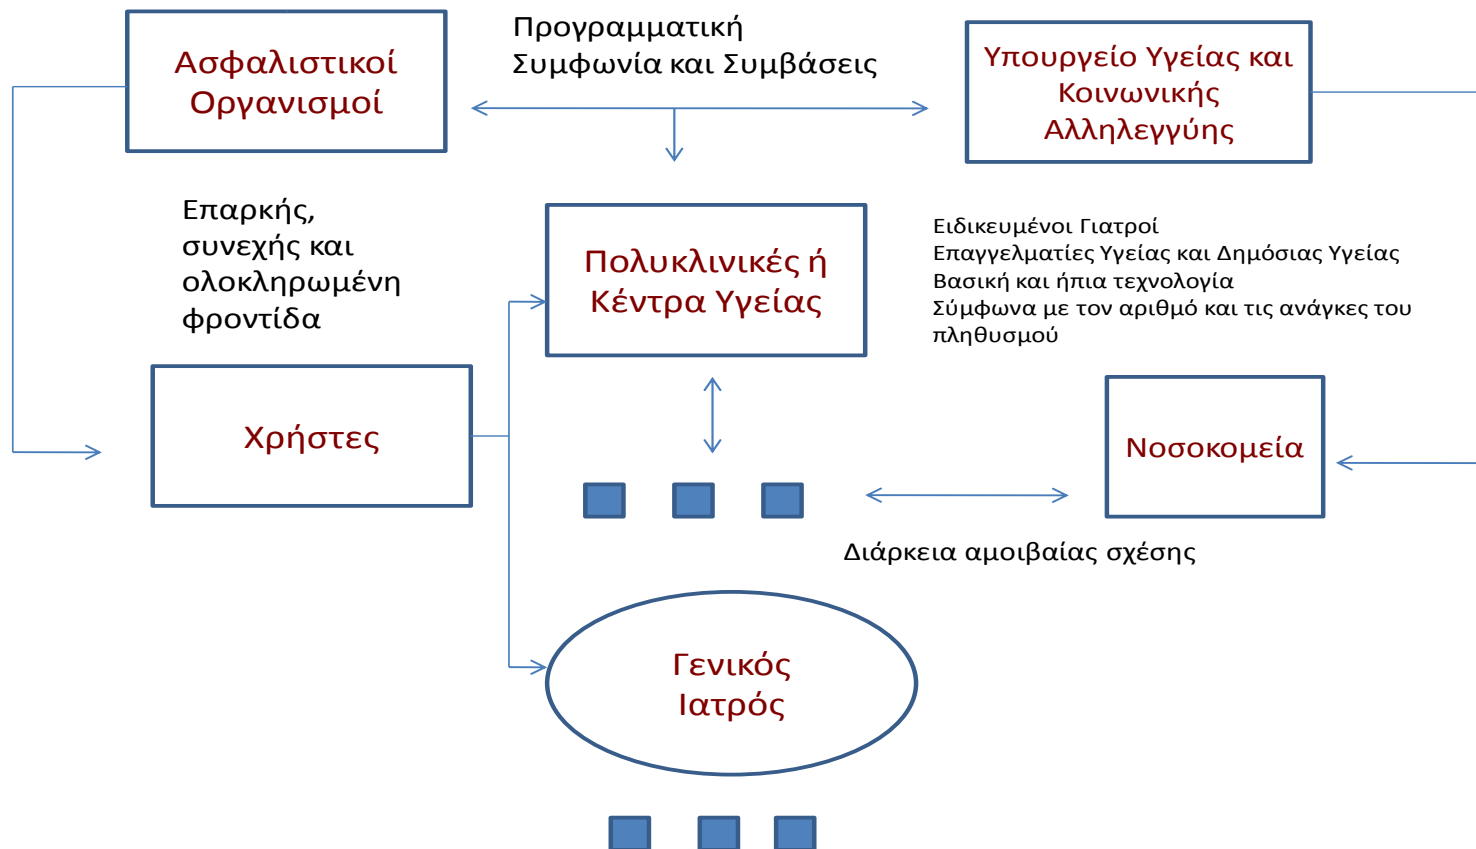 Ασφαλιστικοί
Οργανισμοί
Προγραμματική
Συμφωνία και Συμβάσεις
Υπουργείο Υγείας και
Κοινωνικής
Αλληλεγγύης
Επαρκής,
συνεχής και
ολοκληρωμένη
φροντίδα
Πολυκλινικές ή
Κέντρα Υγείας
Ειδικευμένοι Γιατροί
Επαγγελματίες Υγείας και Δημόσιας Υγείας
Βασική και ήπια τεχνολογία
Σύμφωνα με τον αριθμό και τις ανάγκες του
πληθυσμού
Χρήστες
Νοσοκομεία
Διάρκεια αμοιβαίας σχέσης
Γενικός
Ιατρός